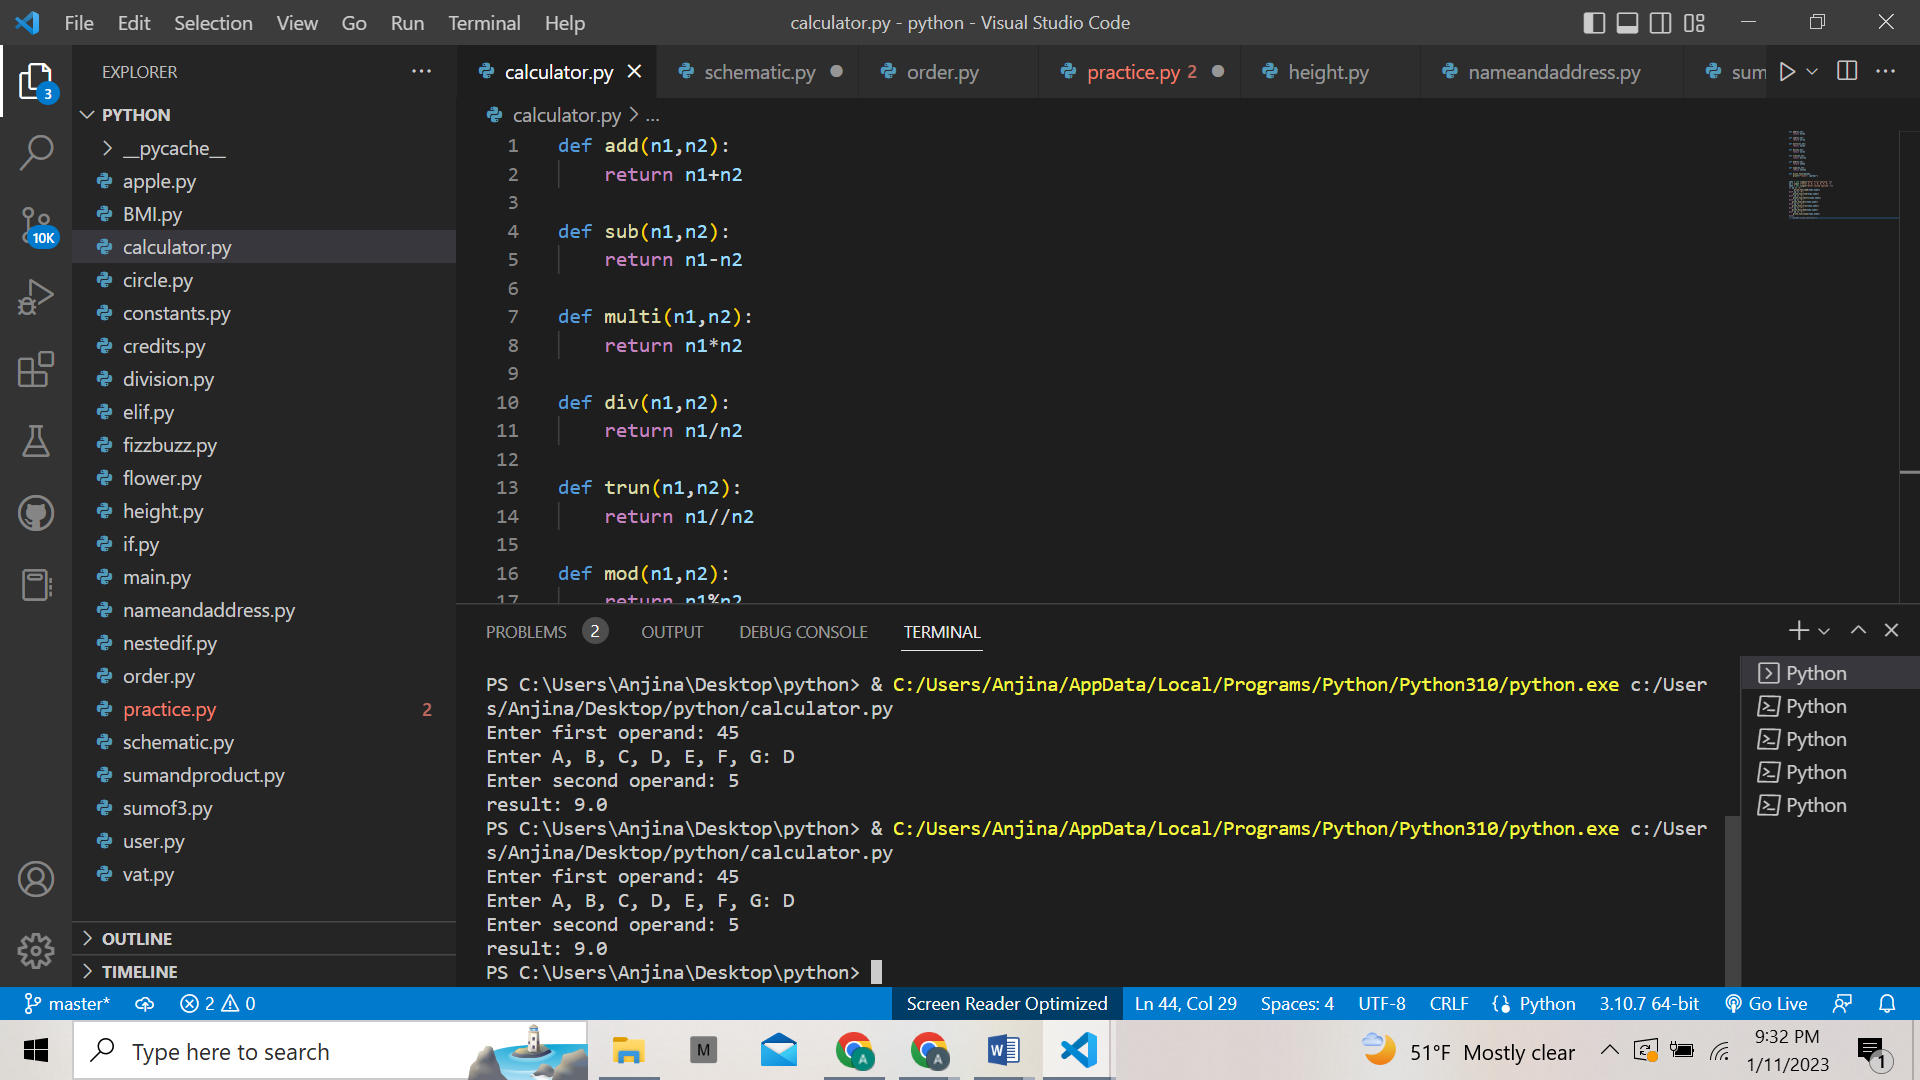 File Edit Selection View Go Run Terminal Help
calculator.py - python - Visual Studio Code
EXPLORER
3
10K
PYTHON
__pycache__
apple.py
BMI.py
calculator.py
circle.py
constants.py
credits.py
division.py
elif.py
fizzbuzz.py
flower.py
height.py
if.py
main.py
nameandaddress.py
nestedif.py
order.py
practice.py 2
schematic.py
sumandproduct.py
sumof3.py
user.py
vat.py
OUTLINE
TIMELINE
calculator.py schematic.py order.py practice.py 2 height.py nameandaddress.py sum
calculator.py > ...
1 def add(n1,n2):
2 return n1+n2
3
4 def sub(n1,n2):
5 return n1-n2
6
7 def multi(n1,n2):
8 return n1*n2
9
10 def div(n1,n2):
11 return n1/n2
12
13 def trun(n1,n2):
14 return n1//n2
15
16 def mod(n1,n2):
17 return n1%n2
PROBLEMS 2 OUTPUT DEBUG CONSOLE TERMINAL
PS C:\Users\Anjina\Desktop\python> & C:/Users/Anjina/AppData/Local/Programs/Python/Python310/python.exe c:/User
s/Anjina/Desktop/python/calculator.py
Enter first operand: 45
Enter A, B, C, D, E, F, G: D
Enter second operand: 5
result: 9.0
PS C:\Users\Anjina\Desktop\python> & C:/Users/Anjina/AppData/Local/Programs/Python/Python310/python.exe c:/User
s/Anjina/Desktop/python/calculator.py
Enter first operand: 45
Enter A, B, C, D, E, F, G: D
Enter second operand: 5
result: 9.0
PS C:\Users\Anjina\Desktop\python>
Python
Python
Python
Python
Python
master* 2 0 Screen Reader Optimized Ln 44, Col 29 Spaces: 4 UTF-8 CRLF Python 3.10.7 64-bit Go Live
Type here to search
M
A
A
W
51°F Mostly clear
9:32 PM
1/11/2023
1